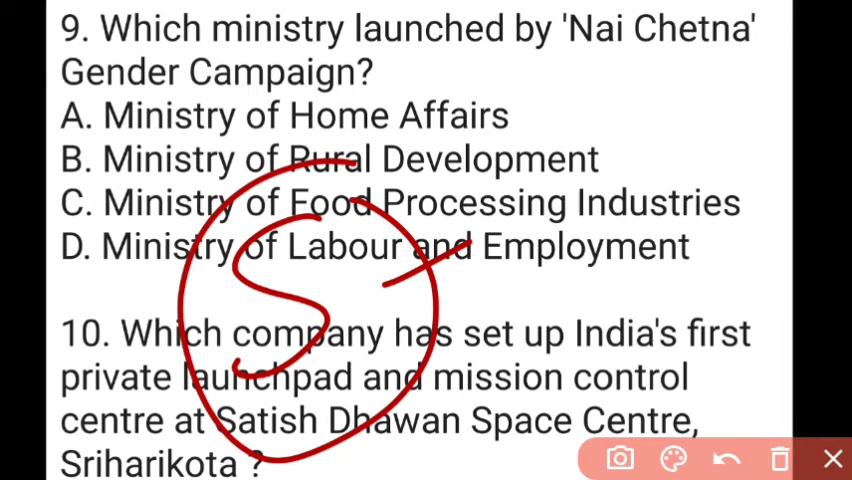 9. Which ministry launched by 'Nai Chetna'
Gender Campaign?
A. Ministry of Home Affairs
B. Ministry of Rural Development
C. Ministry of Food Processing Industries
D. Ministry of Labour and Employment
10. Which company has set up India's first
private launchpad and mission control
centre at Satish Dhawan Space Centre,
Sriharikota ?
S